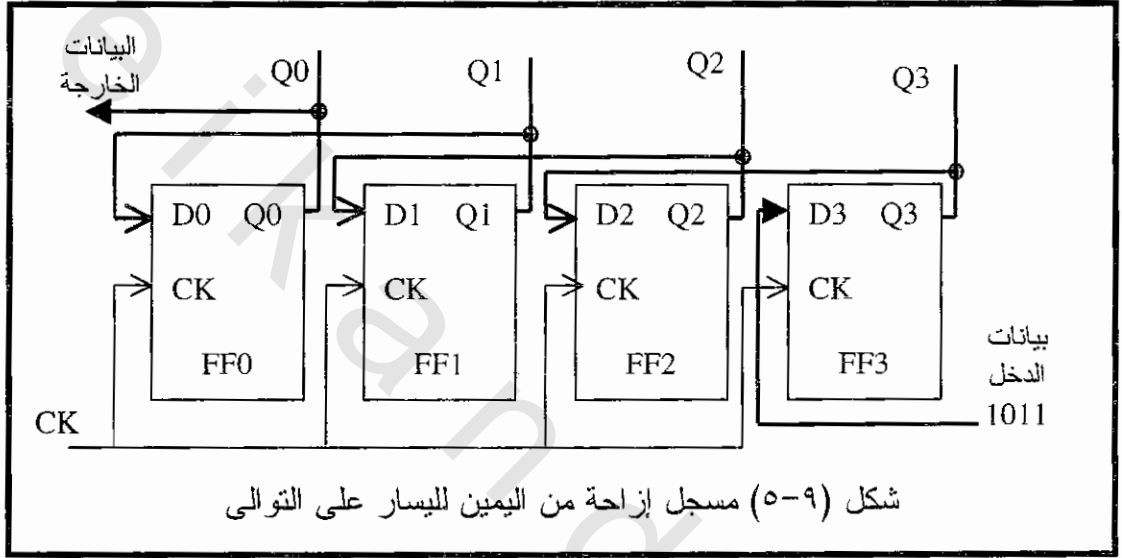 البيانات
الخارجة
Q0
Q1
Q2
Q3
D0 Q0
D1 Q1
D2 Q2
D3 Q3
CK
CK
CK
CK
FF0
FF1
FF2
FF3
بيانات
الدخل
1011
CK
شكل (٩-٥) مسجل إزاحة من اليمين لليسار على التوالى